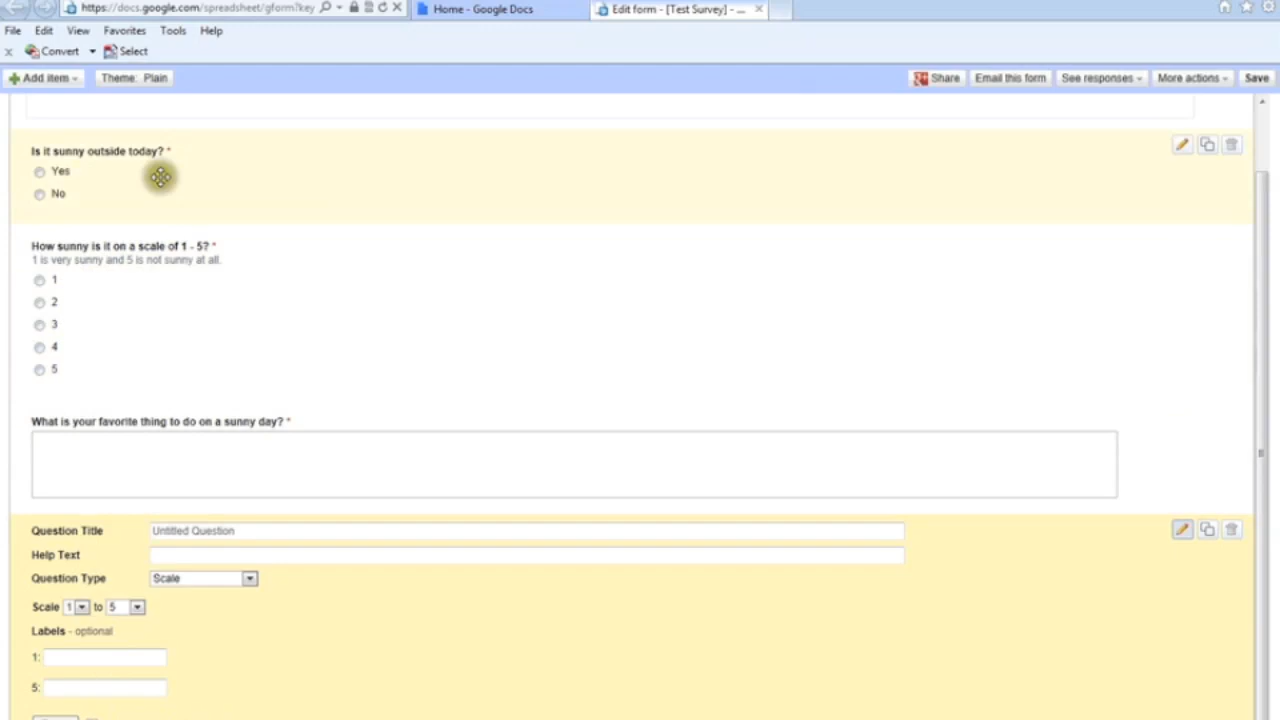 https://docs.google.com/spreadsheet/gform?key
Home - Google Docs
Edit form - [Test Survey] - ...
File Edit View Favorites Tools Help
x Convert Select
Add item Theme: Plain Share Email this form See responses More actions Save
Is it sunny outside today? *
Yes
No
How sunny is it on a scale of 1 - 5? *
1 is very sunny and 5 is not sunny at all.
1
2
3
4
5
What is your favorite thing to do on a sunny day? *
Question Title Untitled Question
Help Text
Question Type Scale
Scale 1 to 5
Labels - optional
1:
5: